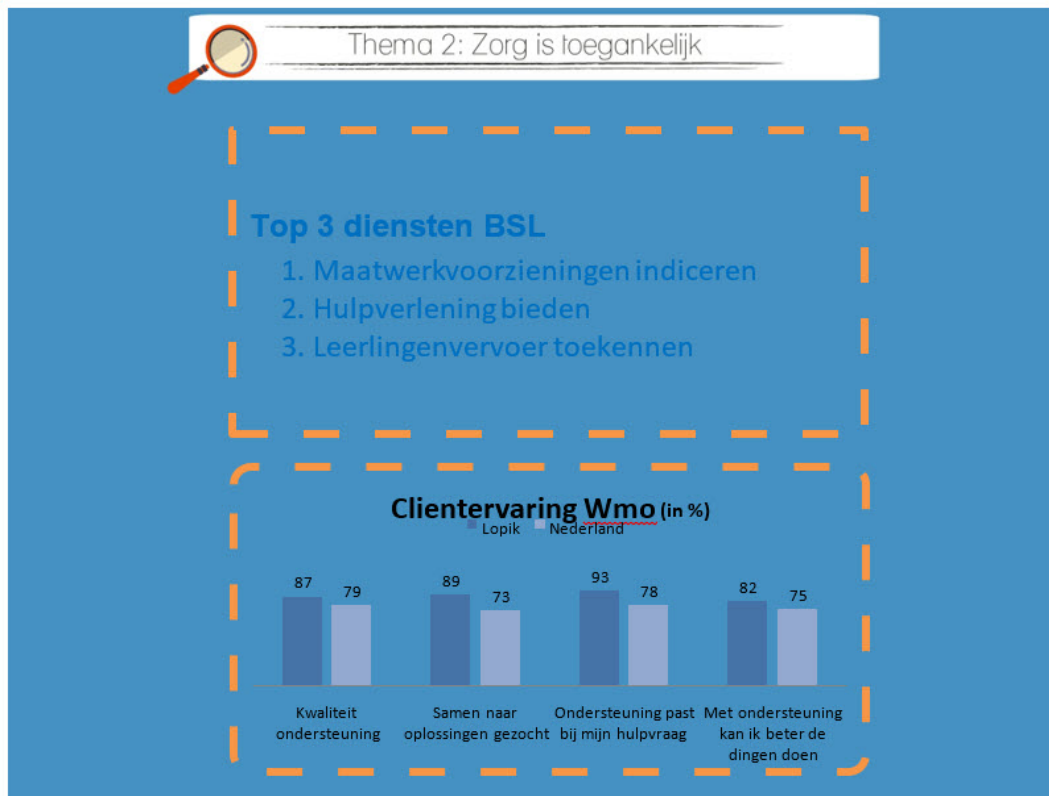 Thema 2: Zorg is toegankelijk
Top 3 diensten BSL
1. Maatwerkvoorzieningen indiceren
2. Hulpverlening bieden
3. Leerlingenvervoer toekennen
Clientervaring Wmo (in %)
Lopik Nederland
87 79 89 73 93 78 82 75
Kwaliteit
ondersteuning
Samen naar
oplossingen gezocht
Ondersteuning past
bij mijn hulpvraag
Met ondersteuning
kan ik beter de
dingen doen